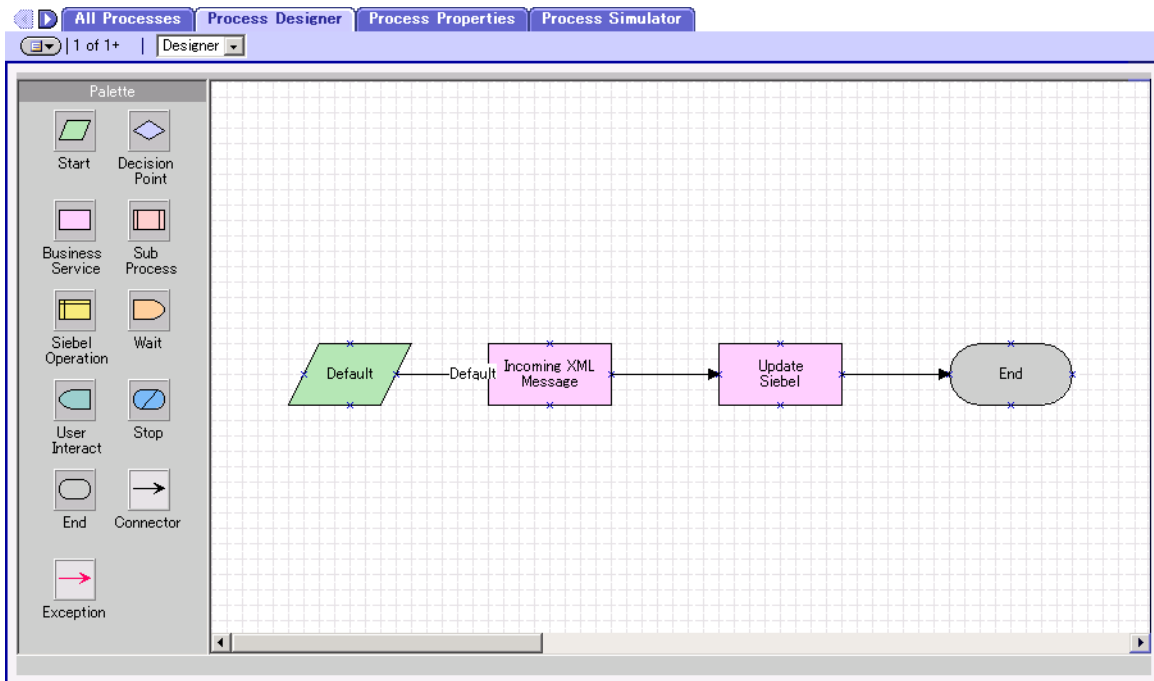 All Processes Process Designer Process Properties Process Simulator
1 of 1+ Designer
Palette
Start
Decision
Point
Business
Service
Sub
Process
Siebel
Operation
Wait
User
Interact
Stop
End
Connector
Exception
Default
Default
Incoming XML
Message
Update
Siebel
End